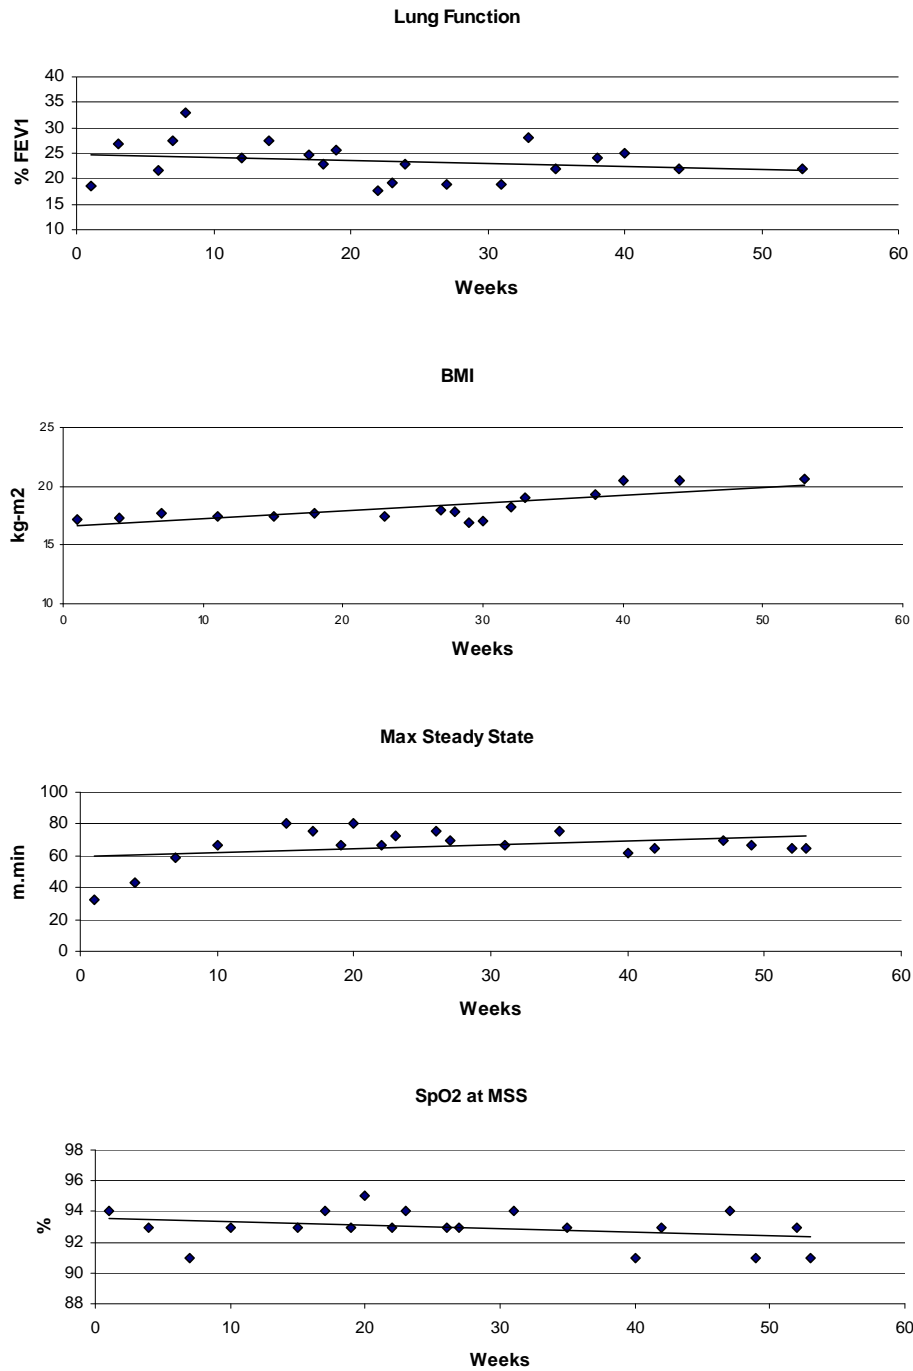 Lung Function
40
35
30
25
20
15
10
% FEV1
0 10 20 30 40 50 60
Weeks
BMI
25
20
15
10
kg-m2
0 10 20 30 40 50 60
Weeks
Max Steady State
100
80
60
40
20
0
m.min
0 10 20 30 40 50 60
Weeks
SpO2 at MSS
98
96
94
92
90
88
%
0 10 20 30 40 50 60
Weeks